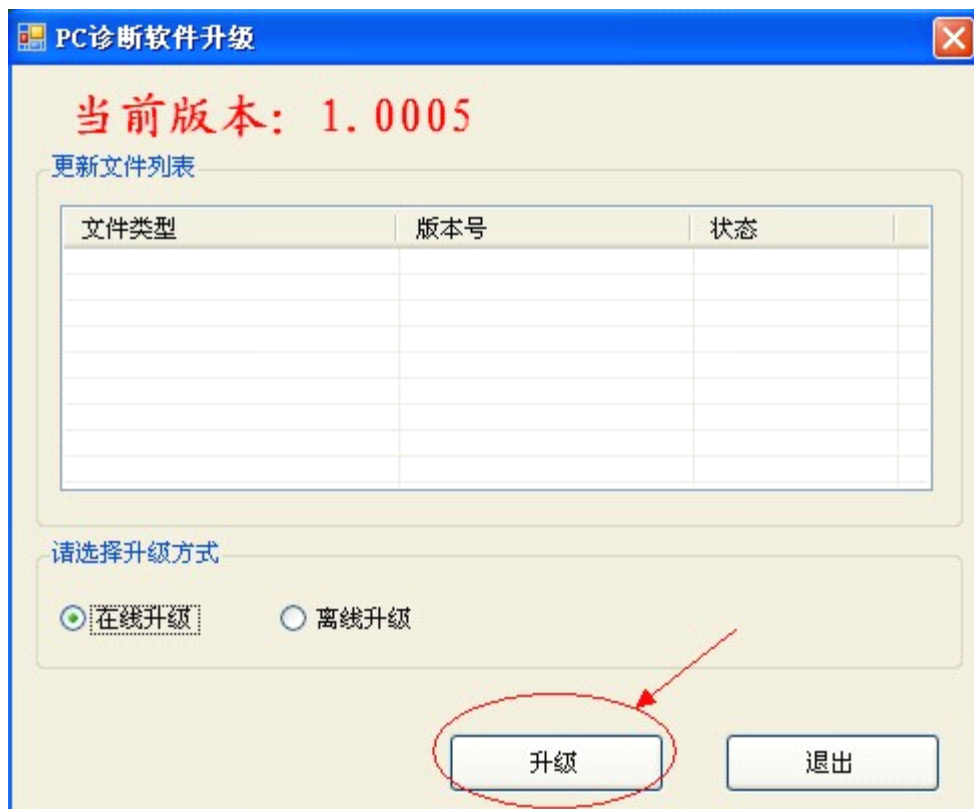 PC诊断软件升级
当前版本: 1.0005
更新文件列表
文件类型 版本号 状态
请选择升级方式
在线升级 离线升级
升级 退出